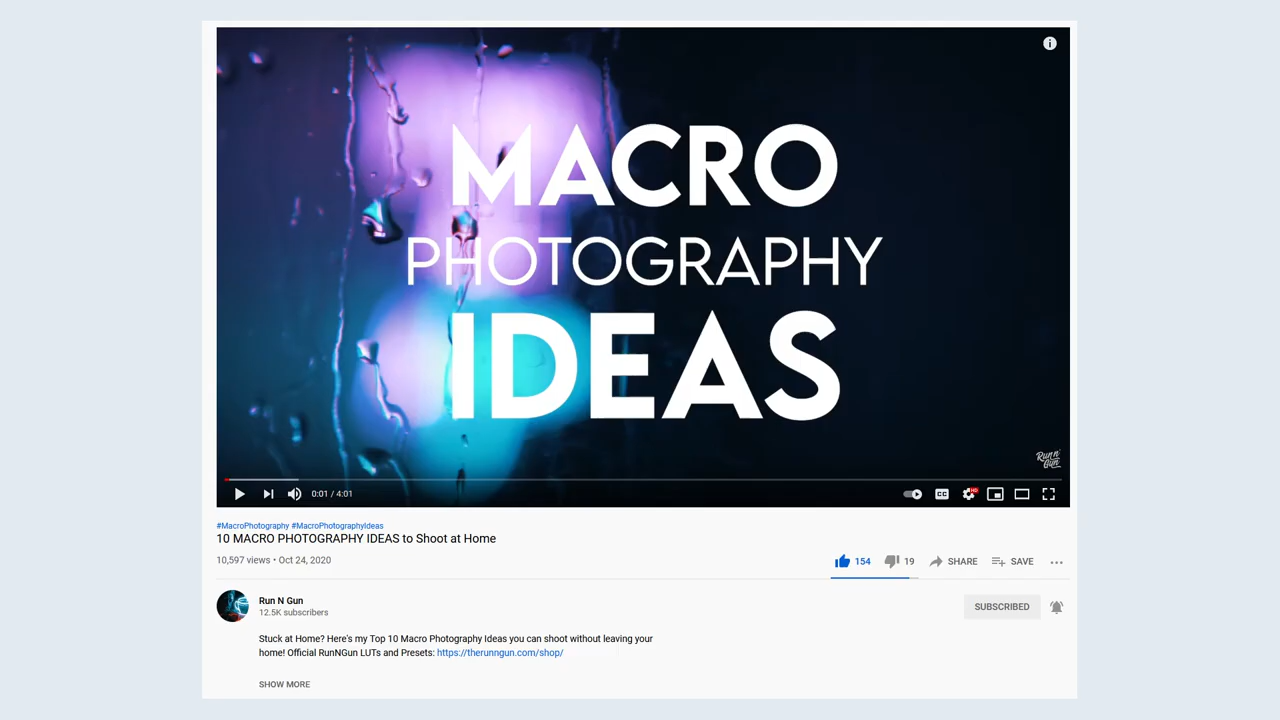 MACRO
PHOTOGRAPHY
IDEAS
Run n'
Gun
0:01 / 4:01
CC
HD
#MacroPhotography #MacroPhotographyIdeas
10 MACRO PHOTOGRAPHY IDEAS to Shoot at Home
10,597 views • Oct 24, 2020
154
19
SHARE
SAVE
Run N Gun
12.5K subscribers
SUBSCRIBED
Stuck at Home? Here's my Top 10 Macro Photography Ideas you can shoot without leaving your
home! Official RunNGun LUTs and Presets: https://therunngun.com/shop/
SHOW MORE